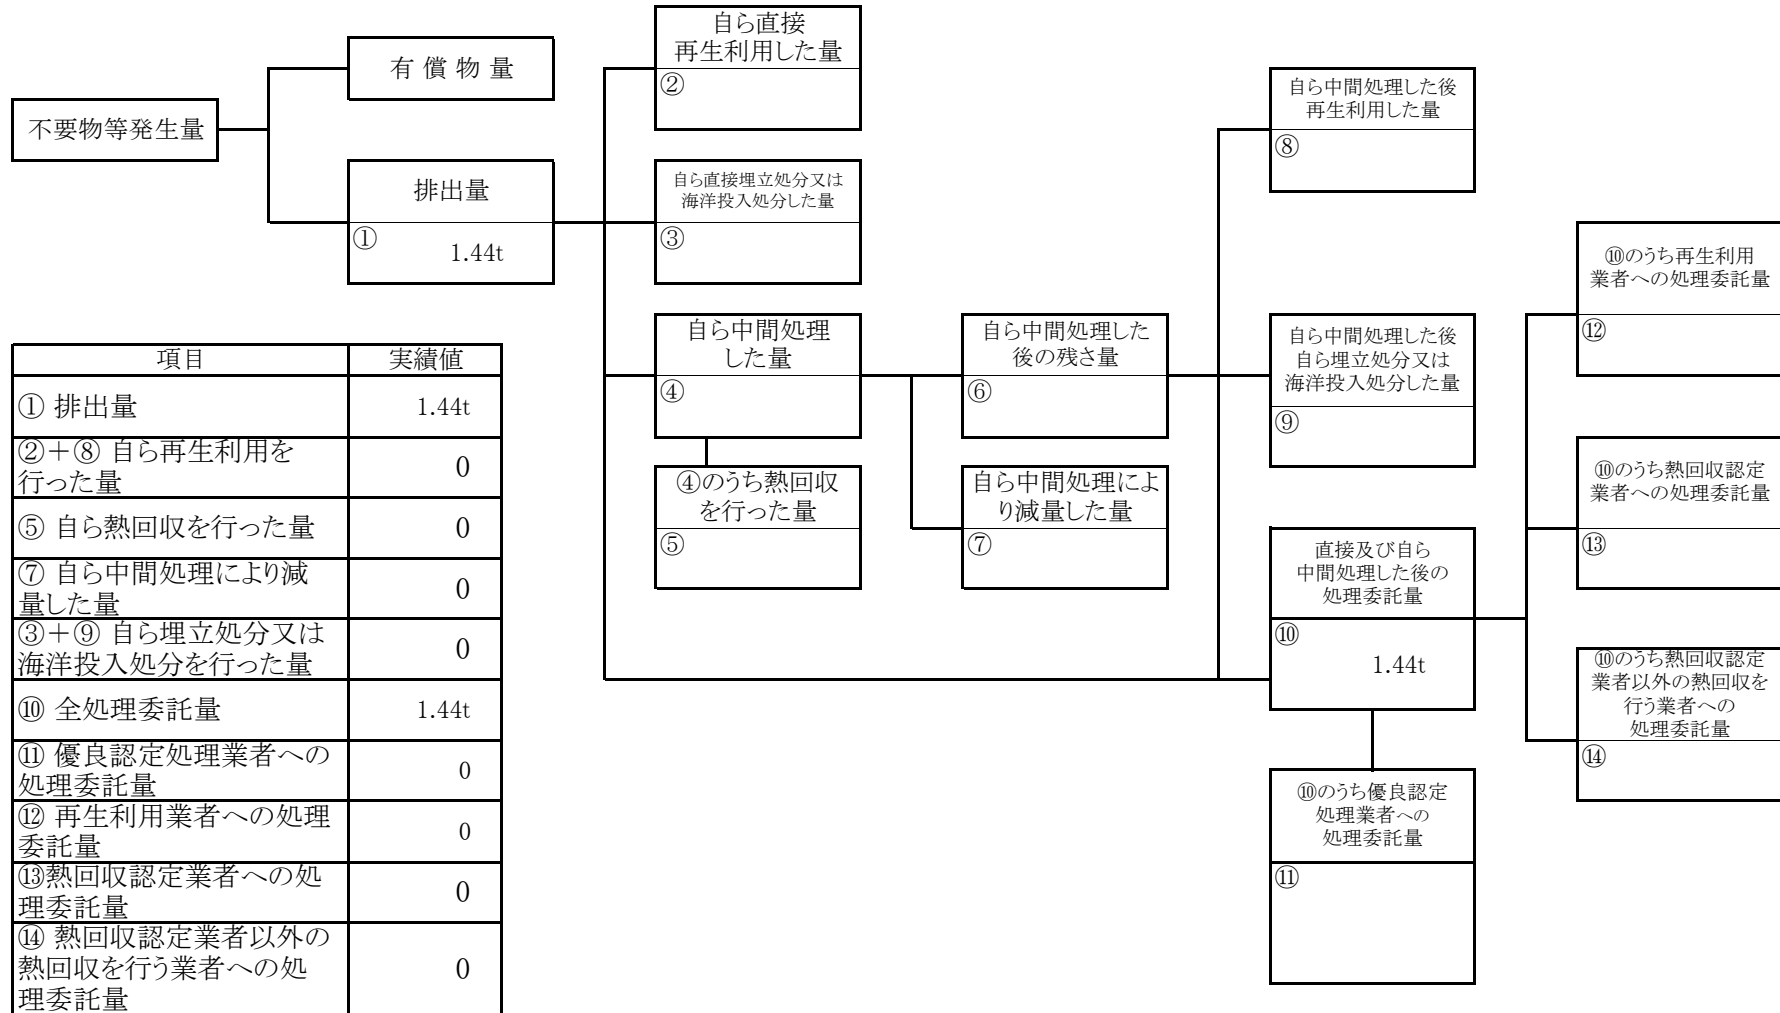 不要物等発生量
有 償 物 量
排出量
①
1.44t
自ら直接
再生利用した量
②
自ら直接埋立処分又は
海洋投入処分した量
③
自ら中間処理
した量
④
④のうち熱回収
を行った量
⑤
自ら中間処理した
後の残さ量
⑥
自ら中間処理によ
り減量した量
⑦
自ら中間処理した後
再生利用した量
⑧
自ら中間処理した後
自ら埋立処分又は
海洋投入処分した量
⑨
直接及び自ら
中間処理した後の
処理委託量
⑩
1.44t
⑩のうち優良認定
処理業者への
処理委託量
⑪
⑩のうち再生利用
業者への処理委託量
⑫
⑩のうち熱回収認定
業者への処理委託量
⑬
⑩のうち熱回収認定
業者以外の熱回収を
行う業者への
処理委託量
⑭
項目 実績値
① 排出量 1.44t
②＋⑧ 自ら再生利用を
行った量 0
⑤ 自ら熱回収を行った量 0
⑦ 自ら中間処理により減
量した量 0
③＋⑨ 自ら埋立処分又は
海洋投入処分を行った量 0
⑩ 全処理委託量 1.44t
⑪ 優良認定処理業者への
処理委託量 0
⑫ 再生利用業者への処理
委託量 0
⑬熱回収認定業者への処
理委託量 0
⑭ 熱回収認定業者以外の
熱回収を行う業者への処 0
理委託量